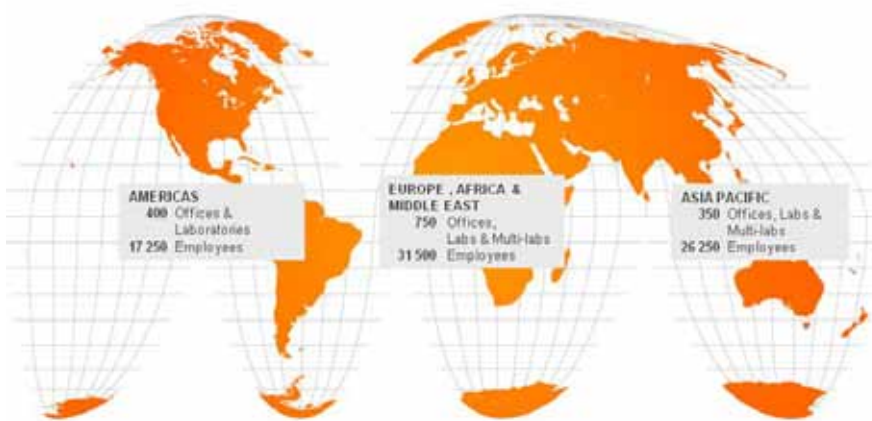 AMERICAS
400 Offices &
Laboratories
17 250 Employees
EUROPE , AFRICA &
MIDDLE EAST
750 Offices,
Labs & Multi-labs
31 500 Employees
ASIA PACIFIC
350 Offices, Labs &
Multi-labs
26 250 Employees